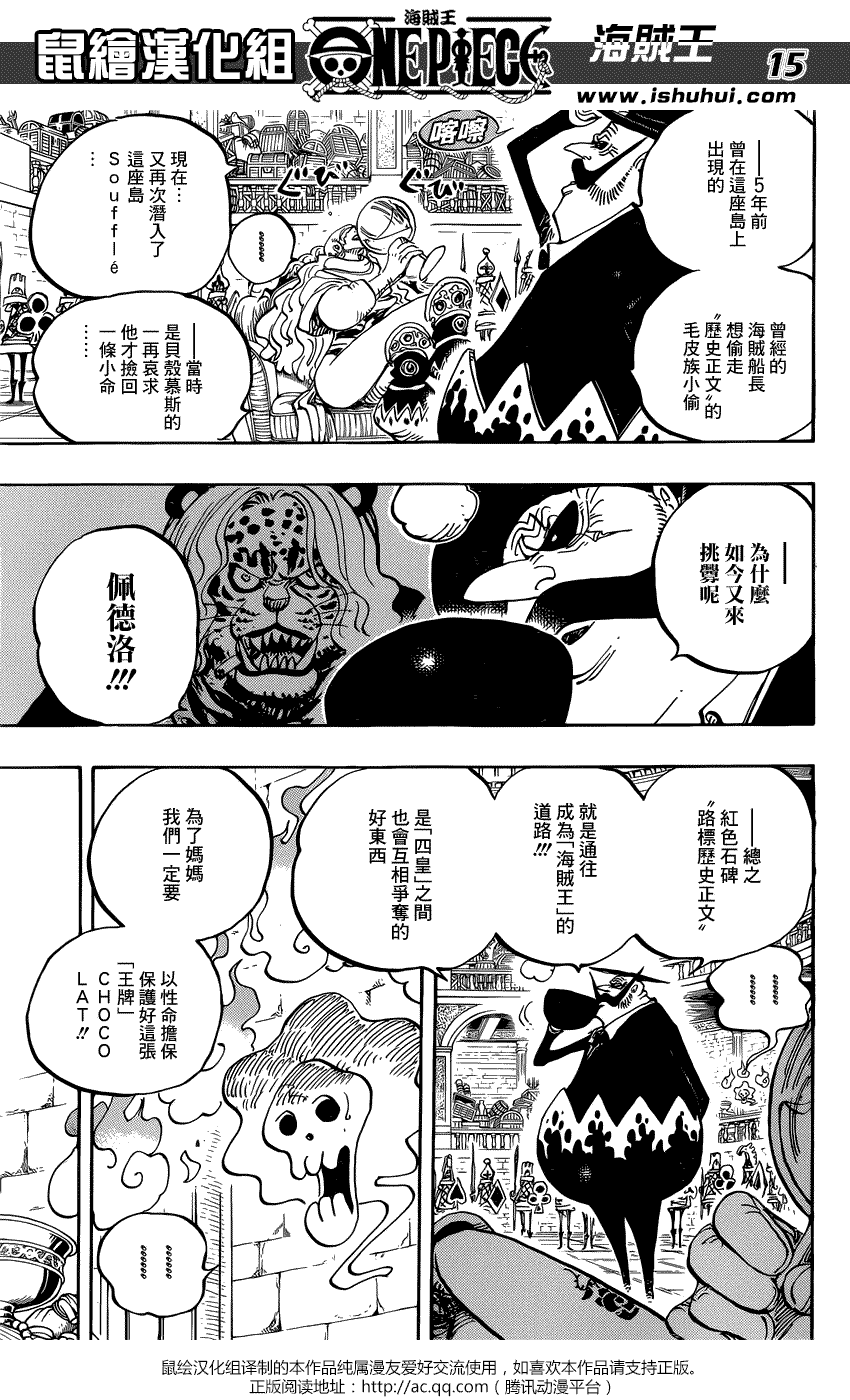 鼠繪漢化組
海賊王
ONE PIECE
海賊王
15
www.ishuhui.com
——5年前
曾在這座島上
出現的
曾經的
海賊船長
想偷走
〝歷史正文〞的
毛皮族小偷
喀嚓
ぐびっ
ぐびっ
………
現在…
又再次潛入了
這座島
Soufflé
……
——當時
是貝殼慕斯的
一再哀求
他才撿回
一條小命
……
——
為什麼
如今又來
挑釁呢
佩德洛!!!
——總之
紅色石碑
〝路標歷史正文〞
就是通往
成為「海賊王」的
道路!!!
是「四皇」之間
也會互相爭奪的
好東西
………
………
為了媽媽
我們一定要
以性命擔保
保護好這張
「王牌」
CHOCO
LAT!!
………
………
鼠绘汉化组译制的本作品纯属漫友爱好交流使用，如喜欢本作品请支持正版。
正版阅读地址：http://ac.qq.com（腾讯动漫平台）